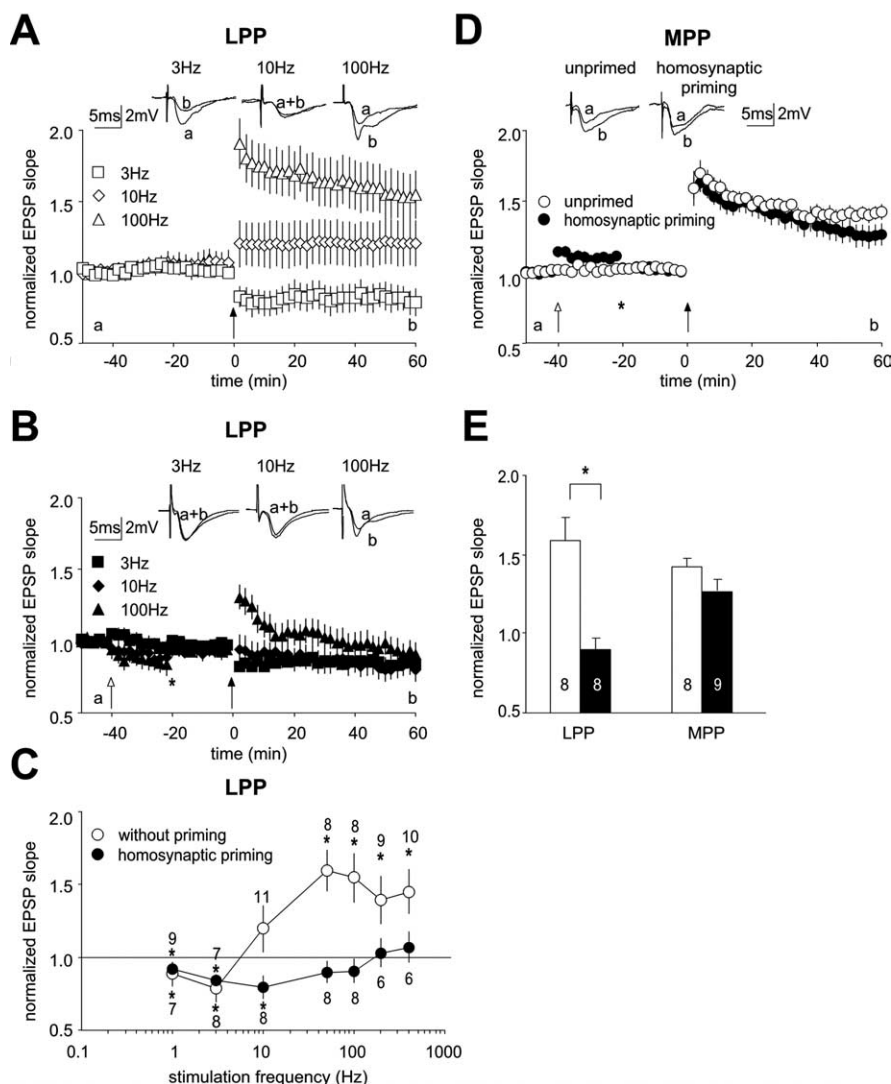 A
LPP
3Hz 10Hz 100Hz
b a+b a
a b
5ms 2mV
2.0
3Hz
10Hz
100Hz
1.5
1.0
0.5
normalized EPSP slope
a b
-40 -20 0 20 40 60
time (min)
B
LPP
3Hz 10Hz 100Hz
a+b a+b a
b
5ms 2mV
2.0
3Hz
10Hz
100Hz
1.5
1.0
0.5
normalized EPSP slope
a * b
-40 -20 0 20 40 60
time (min)
C
LPP
2.0
without priming
homosynaptic priming
1.5
1.0
0.5
normalized EPSP slope
8 8 9 10
* * * *
11
9 7
* *
* * *
7 8 8 8 8 6 6
0.1 1 10 100 1000
stimulation frequency (Hz)
D
MPP
unprimed homosynaptic
priming
a a
b b
5ms 2mV
2.0
1.5
unprimed
homosynaptic priming
1.0
0.5
normalized EPSP slope
a * b
-40 -20 0 20 40 60
time (min)
E
2.0
*
1.5
1.0
0.5
normalized EPSP slope
8 8 8 9
LPP MPP